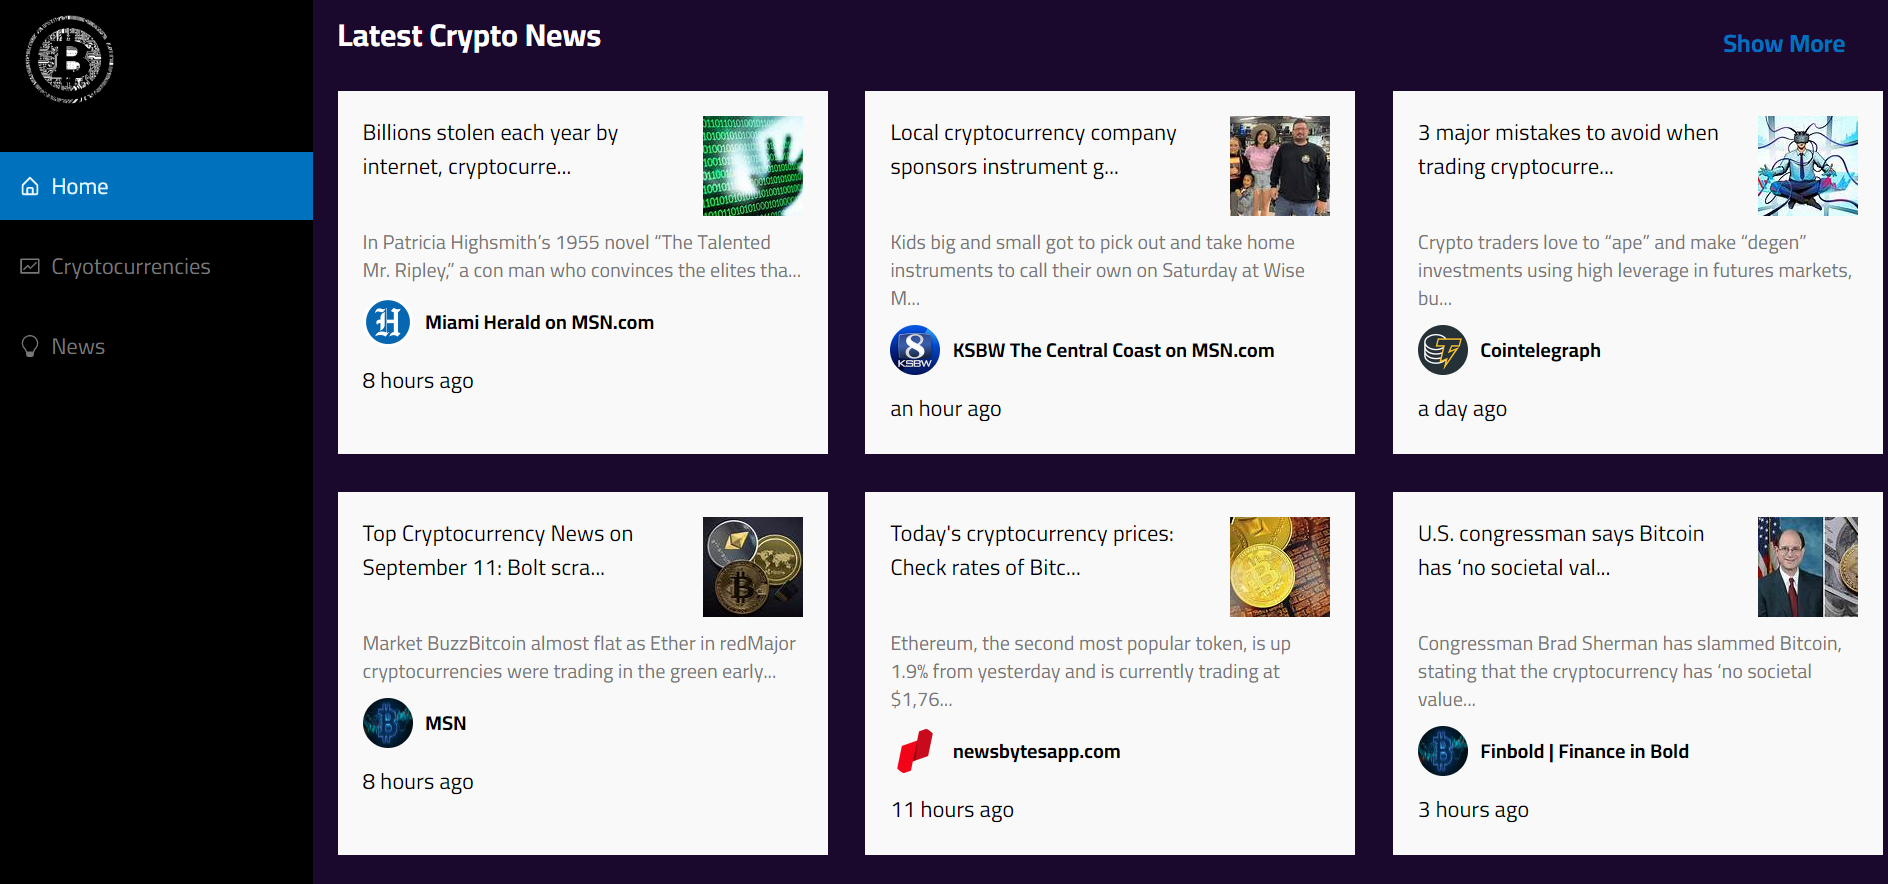 Latest Crypto News
Show More
Home
Cryotocurrencies
News
Billions stolen each year by
internet, cryptocurre...
In Patricia Highsmith’s 1955 novel “The Talented
Mr. Ripley,” a con man who convinces the elites tha...
Miami Herald on MSN.com
8 hours ago
Local cryptocurrency company
sponsors instrument g...
Kids big and small got to pick out and take home
instruments to call their own on Saturday at Wise
M...
8
KSBW
KSBW The Central Coast on MSN.com
an hour ago
3 major mistakes to avoid when
trading cryptocurre...
Crypto traders love to “ape” and make “degen”
investments using high leverage in futures markets,
bu...
Cointelegraph
a day ago
Top Cryptocurrency News on
September 11: Bolt scra...
Market BuzzBitcoin almost flat as Ether in redMajor
cryptocurrencies were trading in the green early...
MSN
8 hours ago
Today's cryptocurrency prices:
Check rates of Bitc...
Ethereum, the second most popular token, is up
1.9% from yesterday and is currently trading at
$1,76...
newsbytesapp.com
11 hours ago
U.S. congressman says Bitcoin
has ‘no societal val...
Congressman Brad Sherman has slammed Bitcoin,
stating that the cryptocurrency has ‘no societal
value...
Finbold | Finance in Bold
3 hours ago